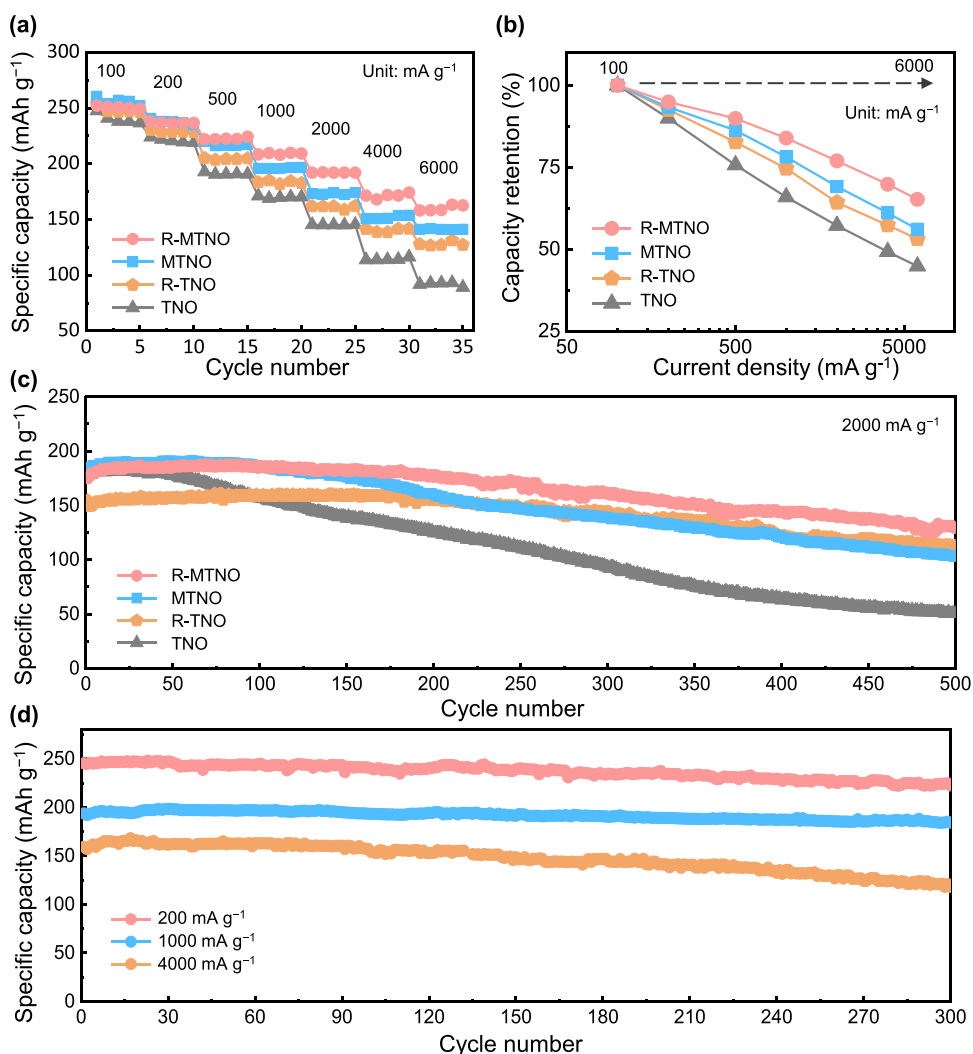 (a)
Specific capacity (mAh g⁻¹)
300
250
200
150
100
50
100
200
500
1000
2000
4000
6000
Unit: mA g⁻¹
R-MTNO
MTNO
R-TNO
TNO
0 5 10 15 20 25 30 35
Cycle number
(b)
Capacity retention (%)
100
75
50
25
100
6000
Unit: mA g⁻¹
R-MTNO
MTNO
R-TNO
TNO
50 500 5000
Current density (mA g⁻¹)
(c)
Specific capacity (mAh g⁻¹)
250
200
150
100
50
0
2000 mA g⁻¹
R-MTNO
MTNO
R-TNO
TNO
0 50 100 150 200 250 300 350 400 450 500
Cycle number
(d)
Specific capacity (mAh g⁻¹)
250
200
150
100
50
0
200 mA g⁻¹
1000 mA g⁻¹
4000 mA g⁻¹
0 30 60 90 120 150 180 210 240 270 300
Cycle number